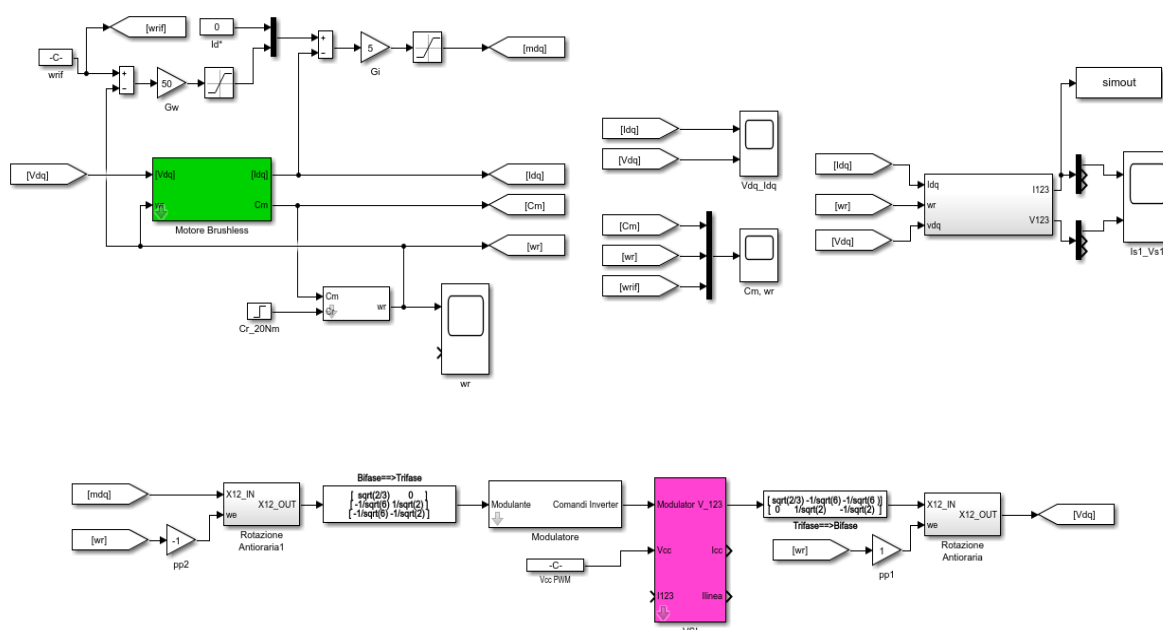 [wrif]
0
Id*
-C-
wrif
+
−
50
Gw
+
−
5
Gi
[mdq]
[Vdq]
[Vdq]
[Idq]
wr
Cm
Motore Brushless
[Idq]
[Cm]
[wr]
Cr_20Nm
Cm
Cr
wr
wr
[Idq]
[Vdq]
Vdq_Idq
[Cm]
[wr]
[wrif]
Cm, wr
simout
[Idq]
[wr]
[Vdq]
Idq
wr
vdq
I123
V123
Is1_Vs1
[mdq]
[wr]
-1
pp2
X12_IN
we
X12_OUT
Rotazione
Antioraria1
Bifase==>Trifase
[ sqrt(2/3) 0 ]
[-1/sqrt(6) 1/sqrt(2) ]
[-1/sqrt(6) -1/sqrt(2) ]
Modulante
Comandi Inverter
Modulatore
-C-
Vcc PWM
Modulator V_123
Vcc
Icc
I123
Ilinea
VSI
[ sqrt(2/3) -1/sqrt(6) -1/sqrt(6 )]
[ 0 1/sqrt(2) -1/sqrt(2) ]
Trifase==>Bifase
[wr]
1
pp1
X12_IN
we
X12_OUT
Rotazione
Antioraria
[Vdq]